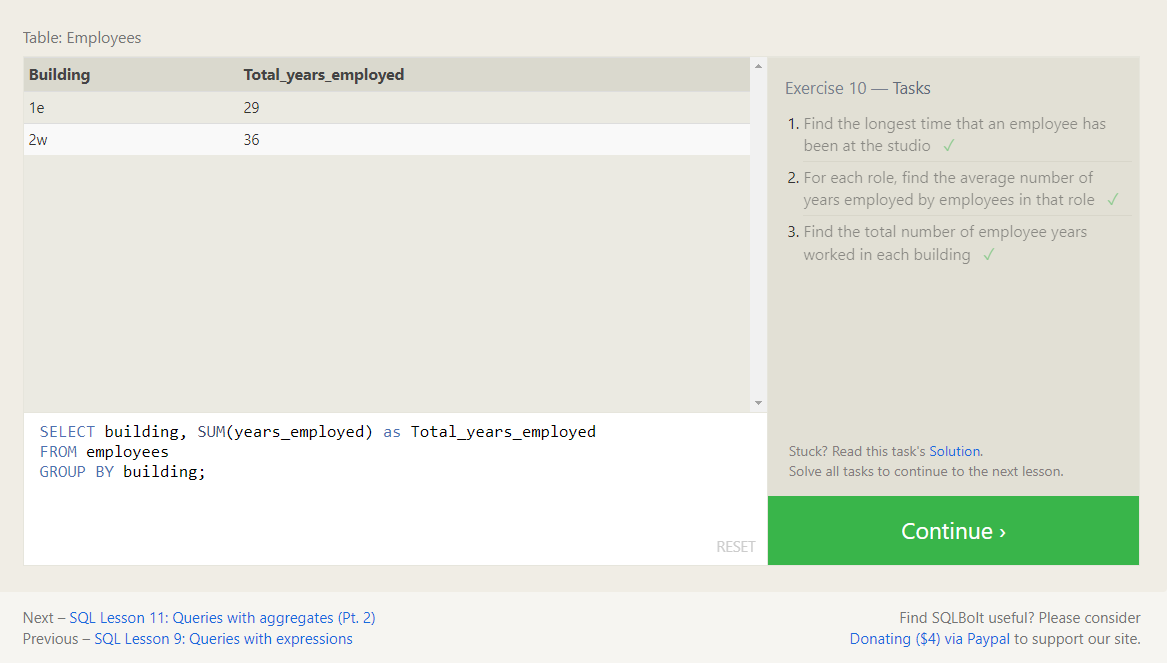 Table: Employees
Building Total_years_employed
1e 29
2w 36
SELECT building, SUM(years_employed) as Total_years_employed
FROM employees
GROUP BY building;
RESET
Exercise 10 — Tasks
1. Find the longest time that an employee has
been at the studio ✓
2. For each role, find the average number of
years employed by employees in that role ✓
3. Find the total number of employee years
worked in each building ✓
Stuck? Read this task's Solution.
Solve all tasks to continue to the next lesson.
Continue ›
Next – SQL Lesson 11: Queries with aggregates (Pt. 2)
Previous – SQL Lesson 9: Queries with expressions
Find SQLBolt useful? Please consider
Donating ($4) via Paypal to support our site.